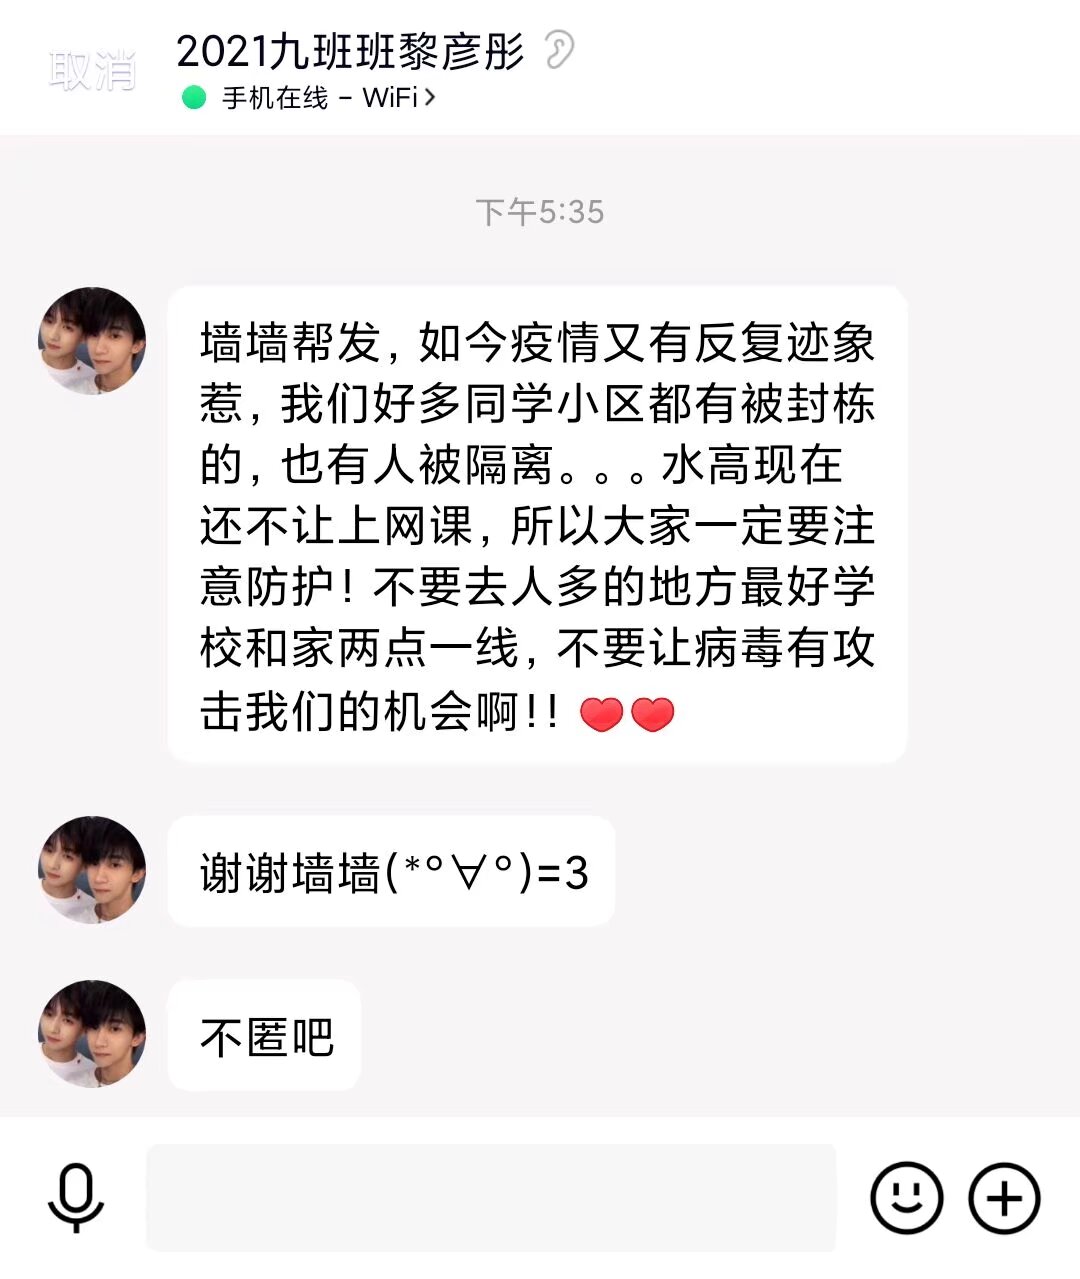 取消
2021九班班黎彦彤
手机在线 - WiFi>
下午5:35
墙墙帮发，如今疫情又有反复迹象
惹，我们好多同学小区都有被封栋
的，也有人被隔离。。。水高现在
还不让上网课，所以大家一定要注
意防护！不要去人多的地方最好学
校和家两点一线，不要让病毒有攻
击我们的机会啊!! ❤❤
谢谢墙墙(*°∀°)=3
不匿吧